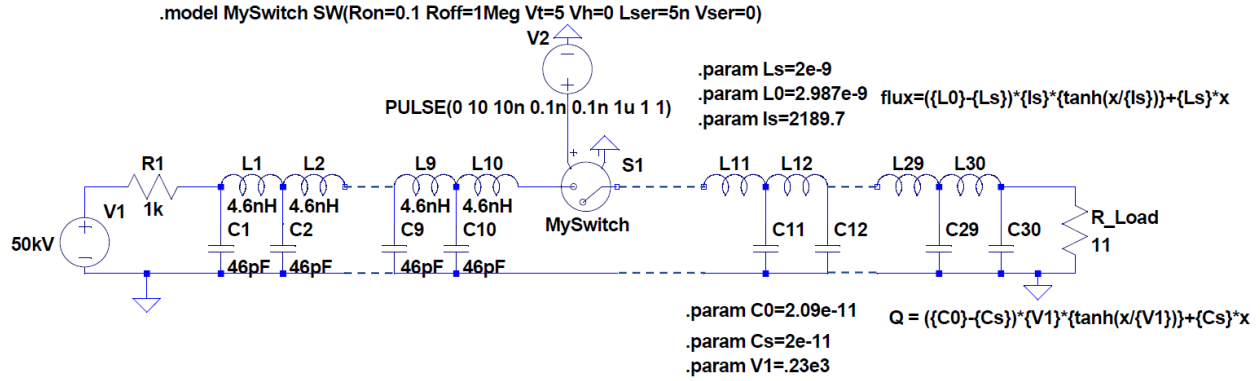 .model MySwitch SW(Ron=0.1 Roff=1Meg Vt=5 Vh=0 Lser=5n Vser=0)
V2
PULSE(0 10 10n 0.1n 0.1n 1u 1 1)
.param Ls=2e-9
.param L0=2.987e-9
.param Is=2189.7
flux=({L0}-{Ls})*{Is}*{tanh(x/{Is})}+{Ls}*x
R1
1k
L1
4.6nH
L2
4.6nH
L9
4.6nH
L10
4.6nH
S1
MySwitch
L11
L12
L29
L30
V1
50kV
C1
46pF
C2
46pF
C9
46pF
C10
46pF
C11
C12
C29
C30
R_Load
11
.param C0=2.09e-11
.param Cs=2e-11
.param V1=.23e3
Q = ({C0}-{Cs})*{V1}*{tanh(x/{V1})}+{Cs}*x